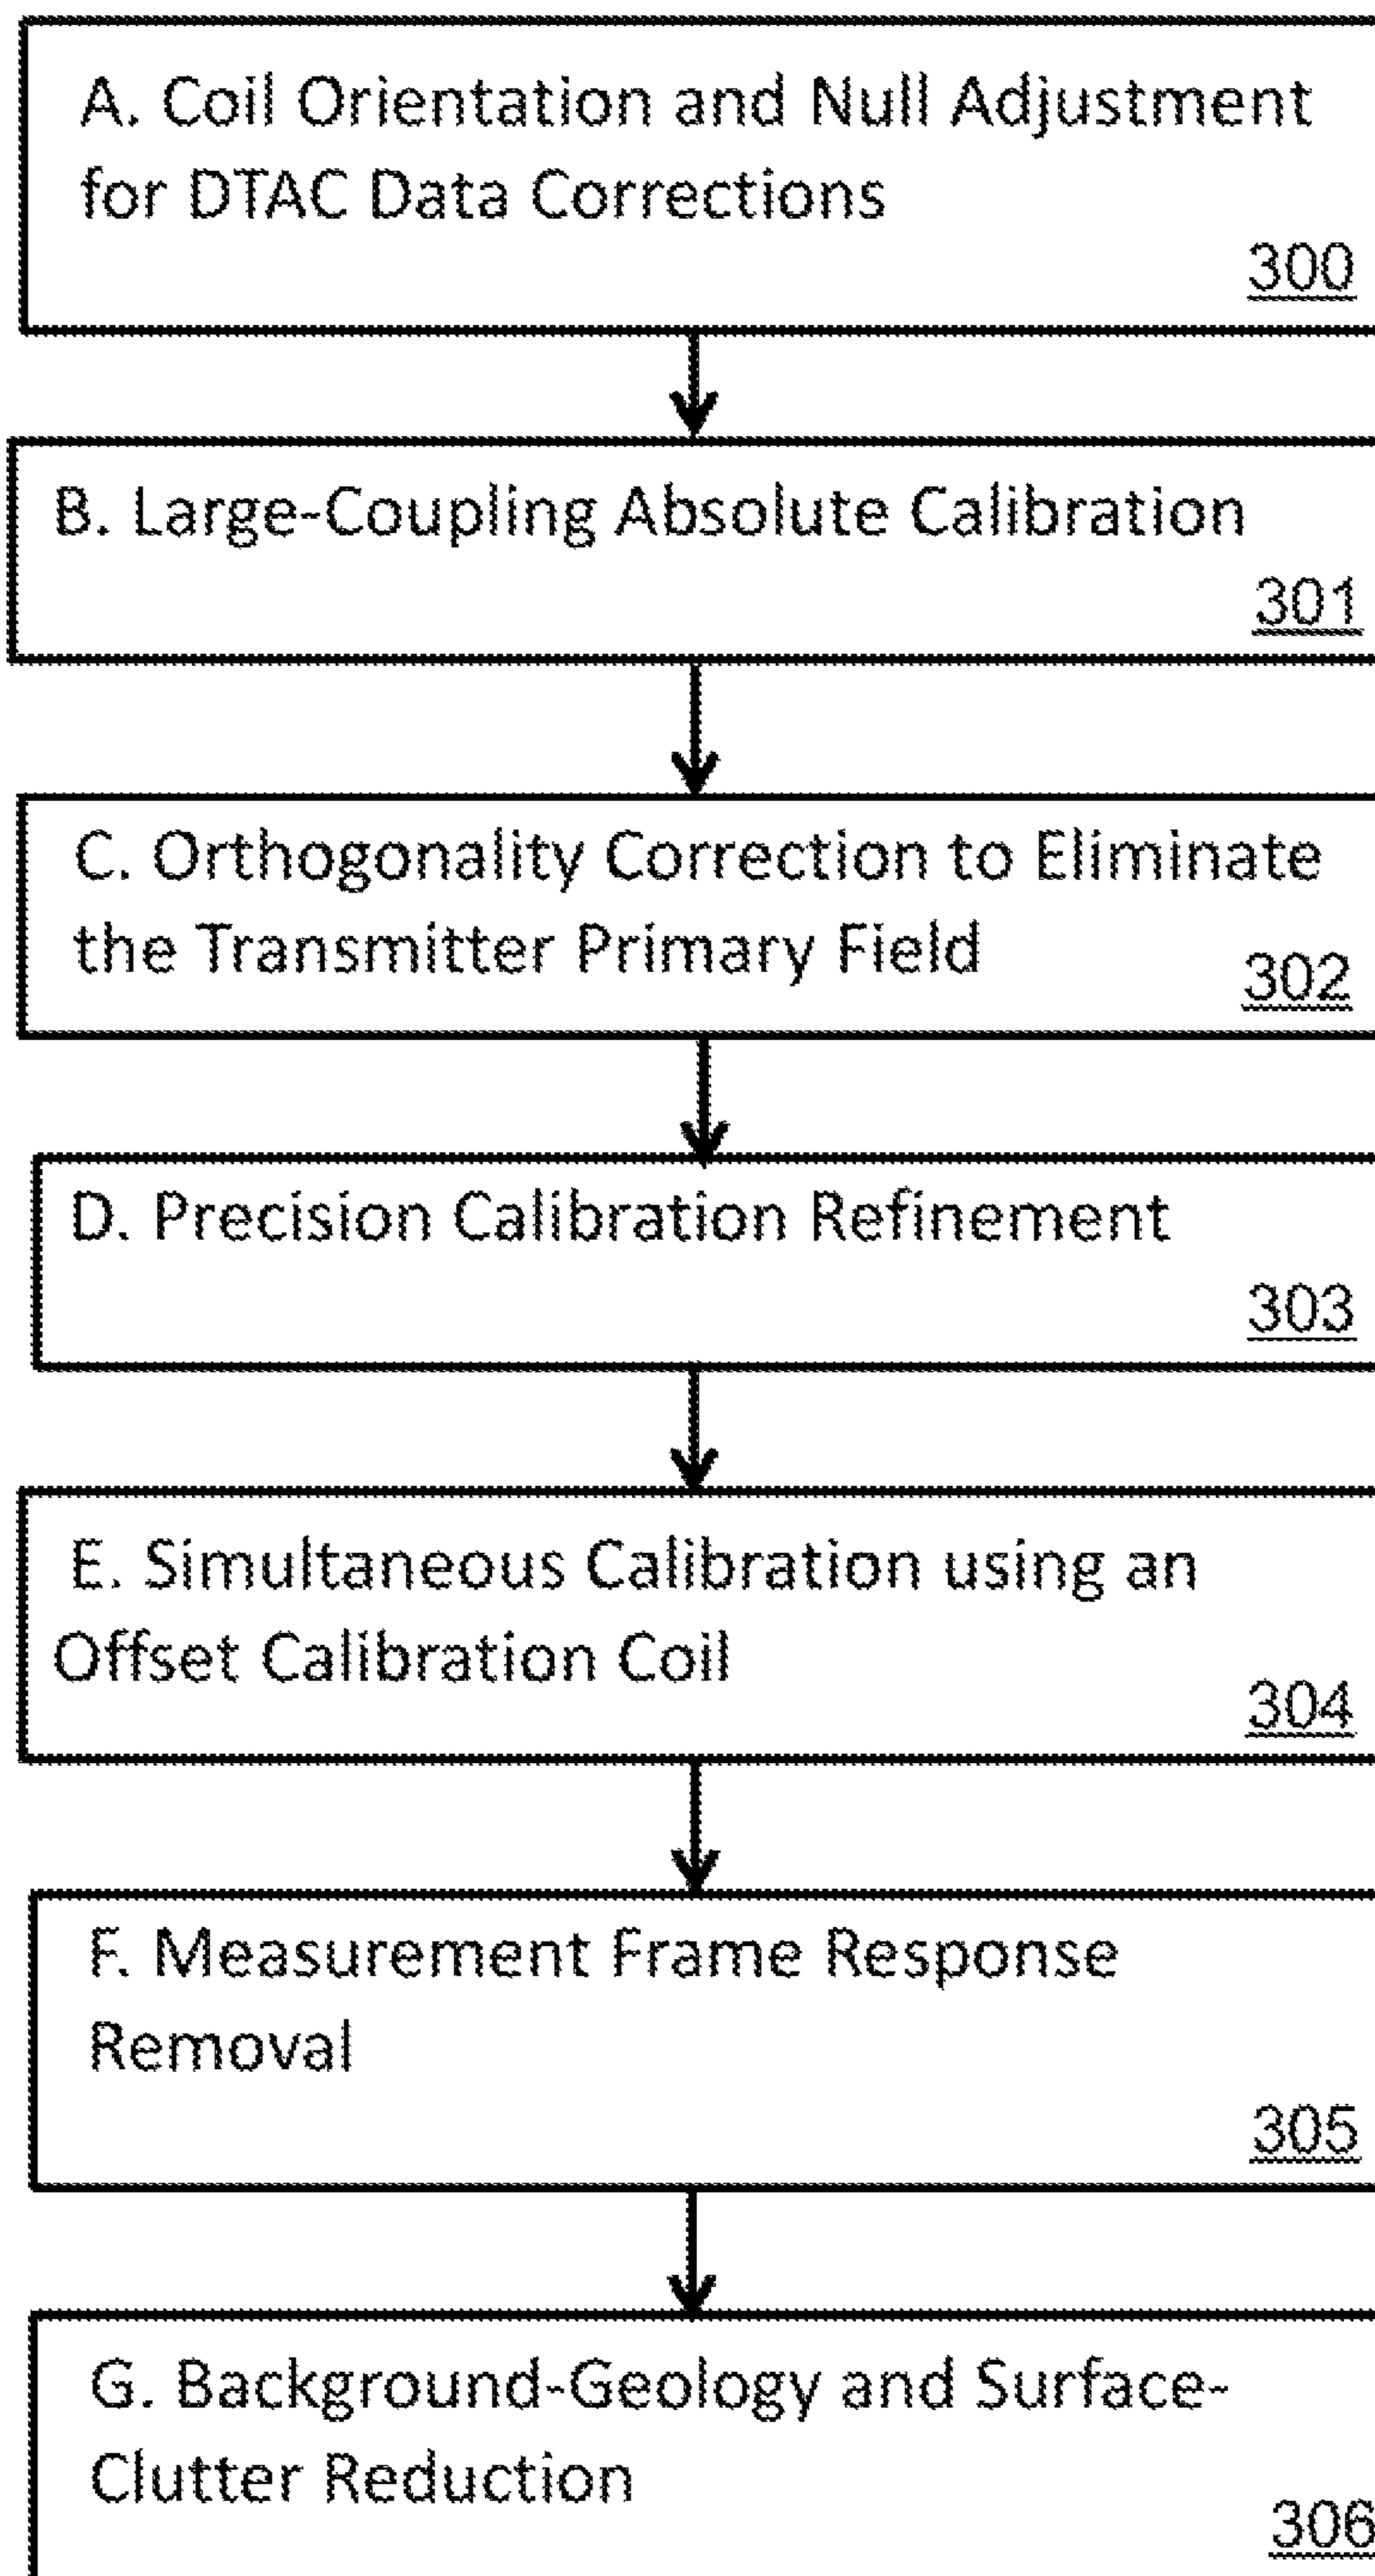 A. Coil Orientation and Null Adjustment
for DTAC Data Corrections
300
B. Large-Coupling Absolute Calibration
301
C. Orthogonality Correction to Eliminate
the Transmitter Primary Field
302
D. Precision Calibration Refinement
303
E. Simultaneous Calibration using an
Offset Calibration Coil
304
F. Measurement Frame Response
Removal
305
G. Background-Geology and Surface-
Clutter Reduction
306